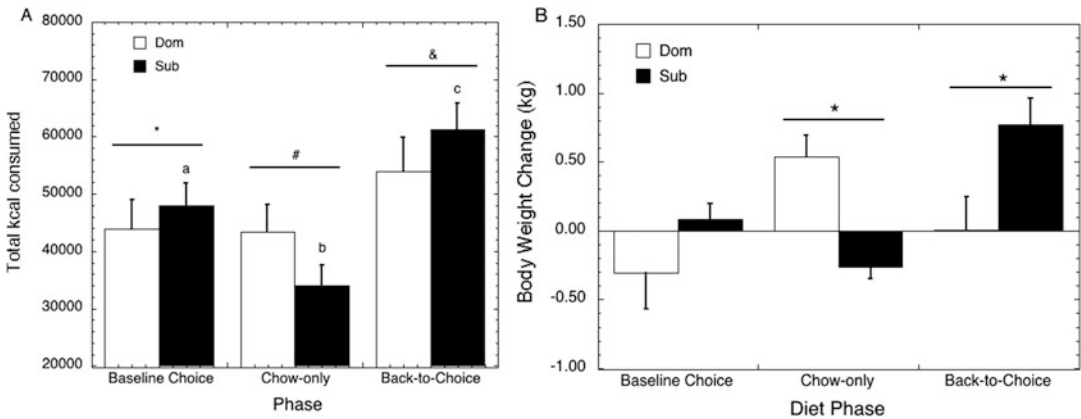 A
Total kcal consumed
80000
70000
60000
50000
40000
30000
20000
Dom
Sub
*
a
#
b
&
c
Baseline Choice Chow-only Back-to-Choice
Phase
B
Body Weight Change (kg)
1.50
1.00
0.50
0.00
-0.50
-1.00
Dom
Sub
*
*
Baseline Choice Chow-only Back-to-Choice
Diet Phase